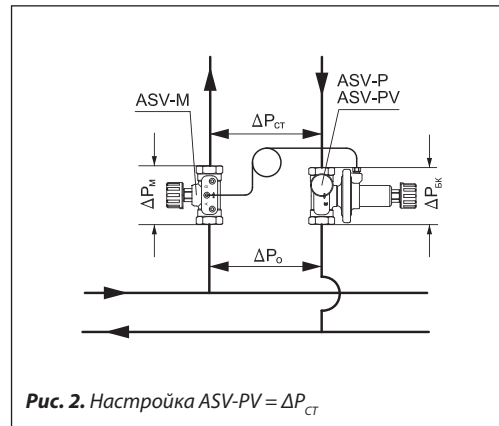 ASV-P
ASV-PV
ASV-M
ΔPст
ΔPм
ΔPБК
ΔPо
Рис. 2. Настройка ASV-PV = ΔPСТ